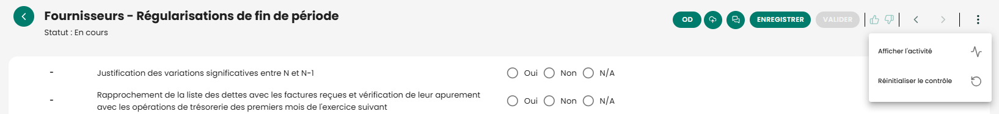 Fournisseurs - Régularisations de fin de période
Statut : En cours
OD
ENREGISTRER
VALIDER
Afficher l'activité
Réinitialiser le contrôle
- Justification des variations significatives entre N et N-1 Oui Non N/A
- Rapprochement de la liste des dettes avec les factures reçues et vérification de leur apurement
avec les opérations de trésorerie des premiers mois de l'exercice suivant Oui Non N/A